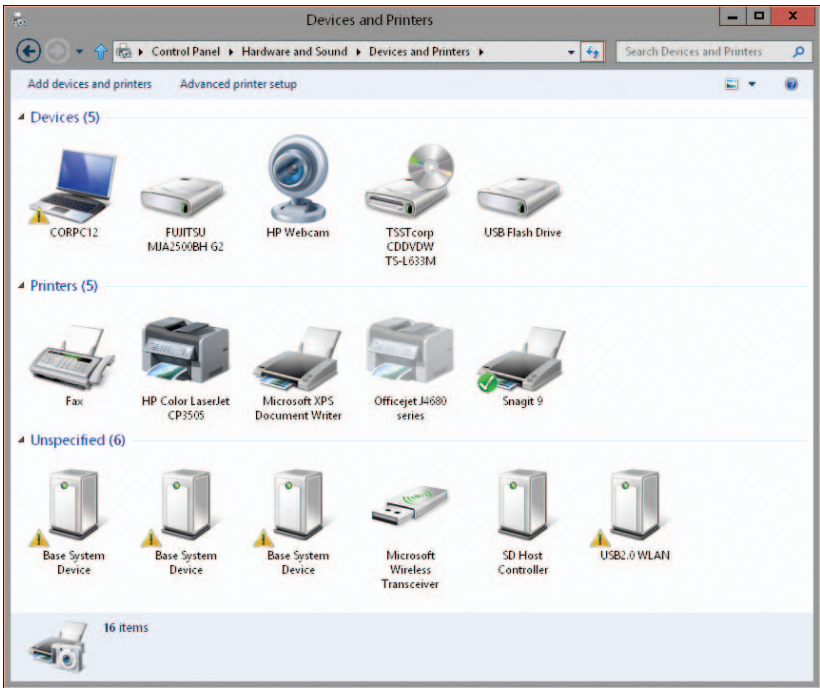 Devices and Printers
Control Panel Hardware and Sound Devices and Printers
Search Devices and Printers
Add devices and printers Advanced printer setup
Devices (5)
CORPC12 FUJITSU HP Webcam TSSTcorp USB Flash Drive
MJA2500BH G2 CDDVDW
TS-L633M
Printers (5)
Fax HP Color LaserJet Microsoft XPS Officejet J4680 Snagit 9
CP3505 Document Writer series
Unspecified (6)
Base System Base System Base System Microsoft SD Host USB2.0 WLAN
Device Device Device Wireless Controller
Transceiver
16 items